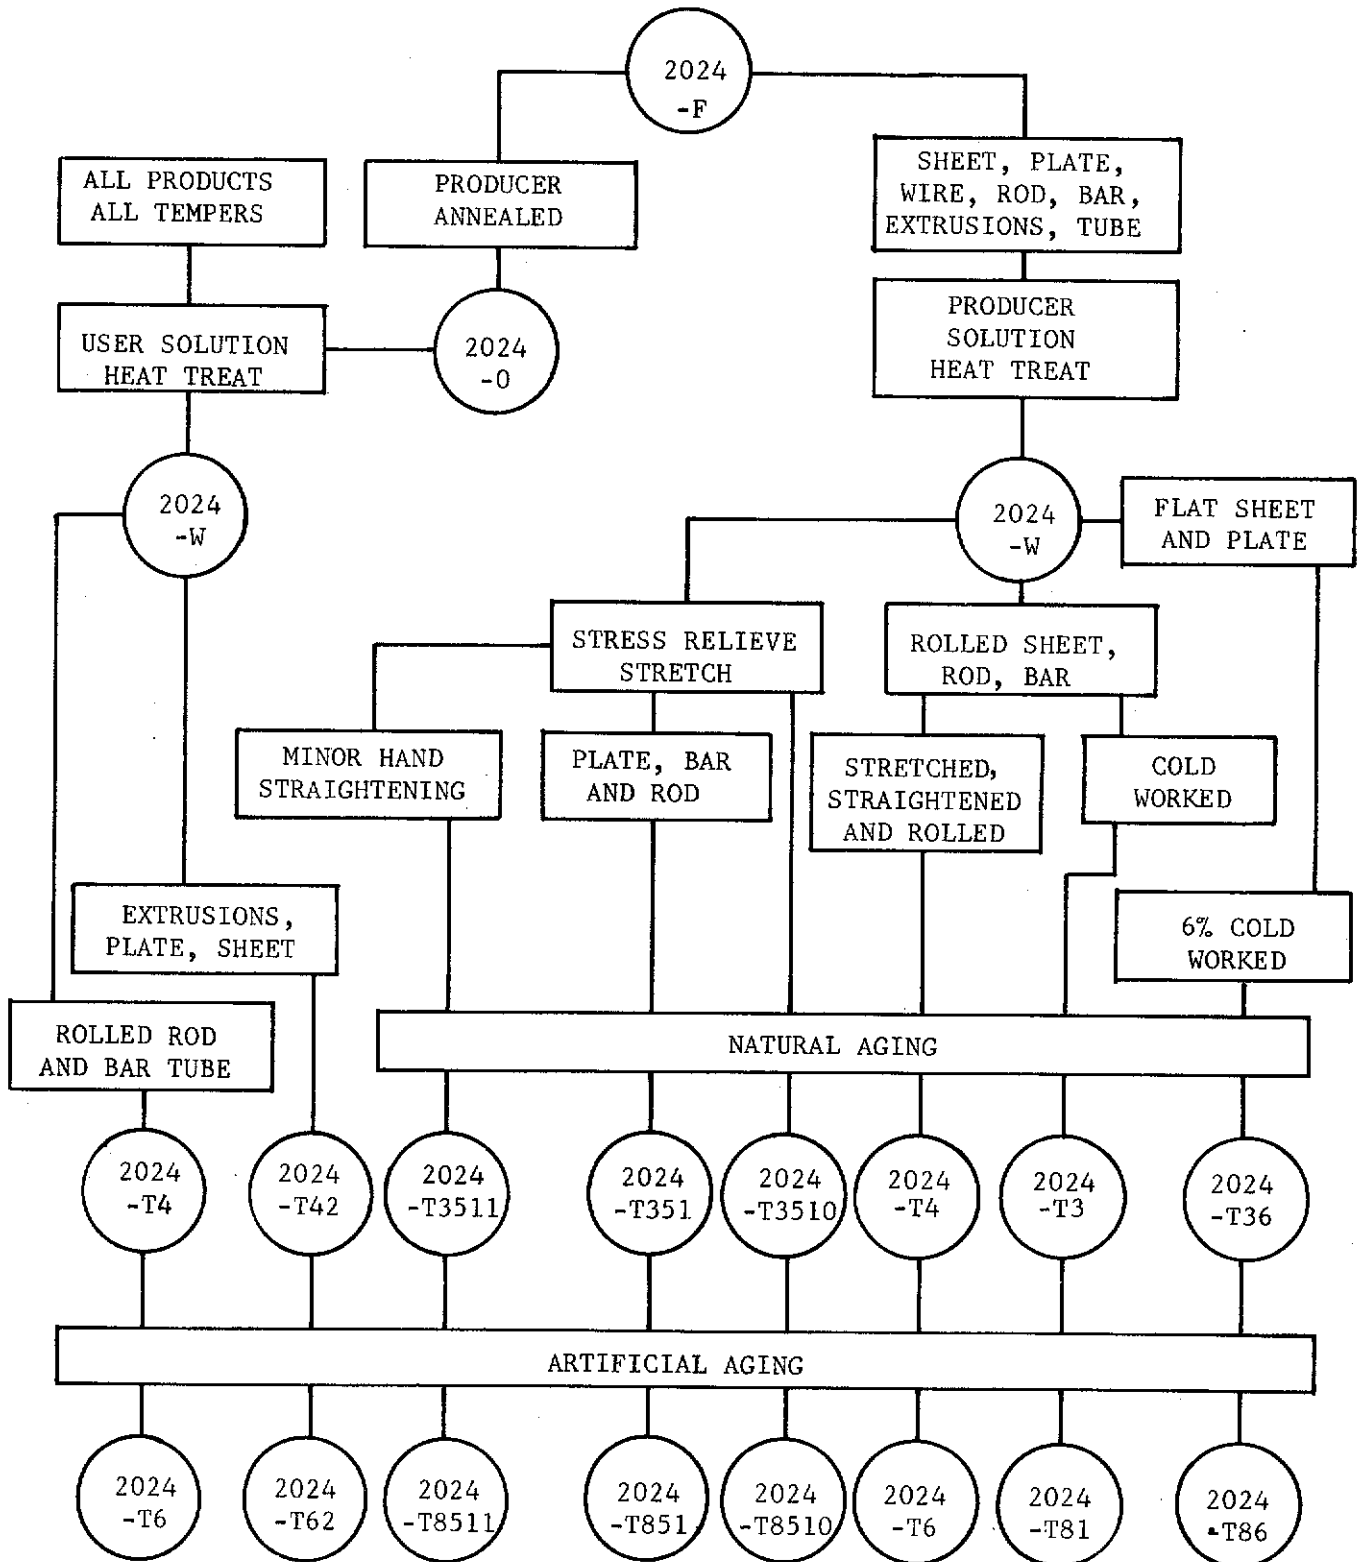 2024
-F
ALL PRODUCTS
ALL TEMPERS
PRODUCER
ANNEALED
SHEET, PLATE,
WIRE, ROD, BAR,
EXTRUSIONS, TUBE
USER SOLUTION
HEAT TREAT
2024
-0
PRODUCER
SOLUTION
HEAT TREAT
2024
-W
2024
-W
FLAT SHEET
AND PLATE
STRESS RELIEVE
STRETCH
ROLLED SHEET,
ROD, BAR
MINOR HAND
STRAIGHTENING
PLATE, BAR
AND ROD
STRETCHED,
STRAIGHTENED
AND ROLLED
COLD
WORKED
EXTRUSIONS,
PLATE, SHEET
6% COLD
WORKED
ROLLED ROD
AND BAR TUBE
NATURAL AGING
2024
-T4
2024
-T42
2024
-T3511
2024
-T351
2024
-T3510
2024
-T4
2024
-T3
2024
-T36
ARTIFICIAL AGING
2024
-T6
2024
-T62
2024
-T8511
2024
-T851
2024
-T8510
2024
-T6
2024
-T81
2024
-T86